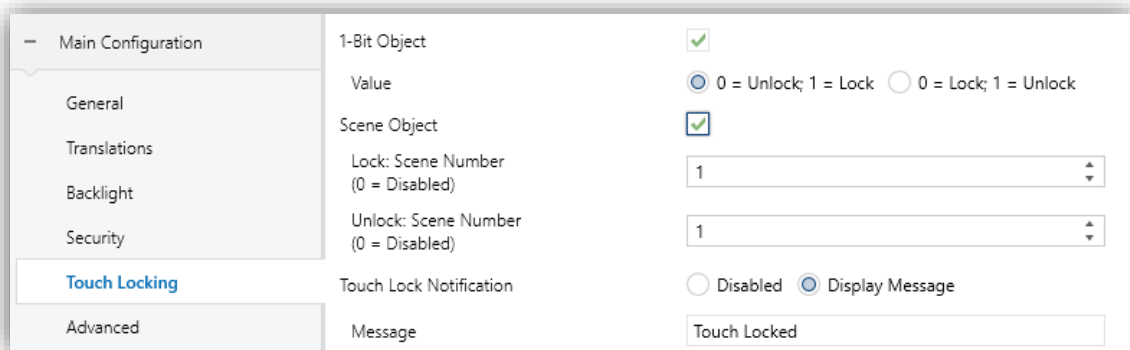 − Main Configuration
General
Translations
Backlight
Security
Touch Locking
Advanced
1-Bit Object
Value 0 = Unlock; 1 = Lock 0 = Lock; 1 = Unlock
Scene Object
Lock: Scene Number
(0 = Disabled)
1
Unlock: Scene Number
(0 = Disabled)
1
Touch Lock Notification Disabled Display Message
Message Touch Locked